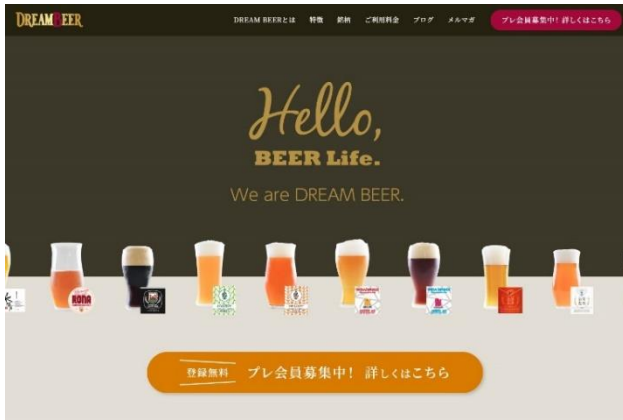 DREAMBEER
DREAM BEERとは 特徴 銘柄 ご利用料金 ブログ メルマガ プレ会員募集中! 詳しくはこちら
Hello,
BEER Life.
We are DREAM BEER.
RONA
登録無料 プレ会員募集中! 詳しくはこちら